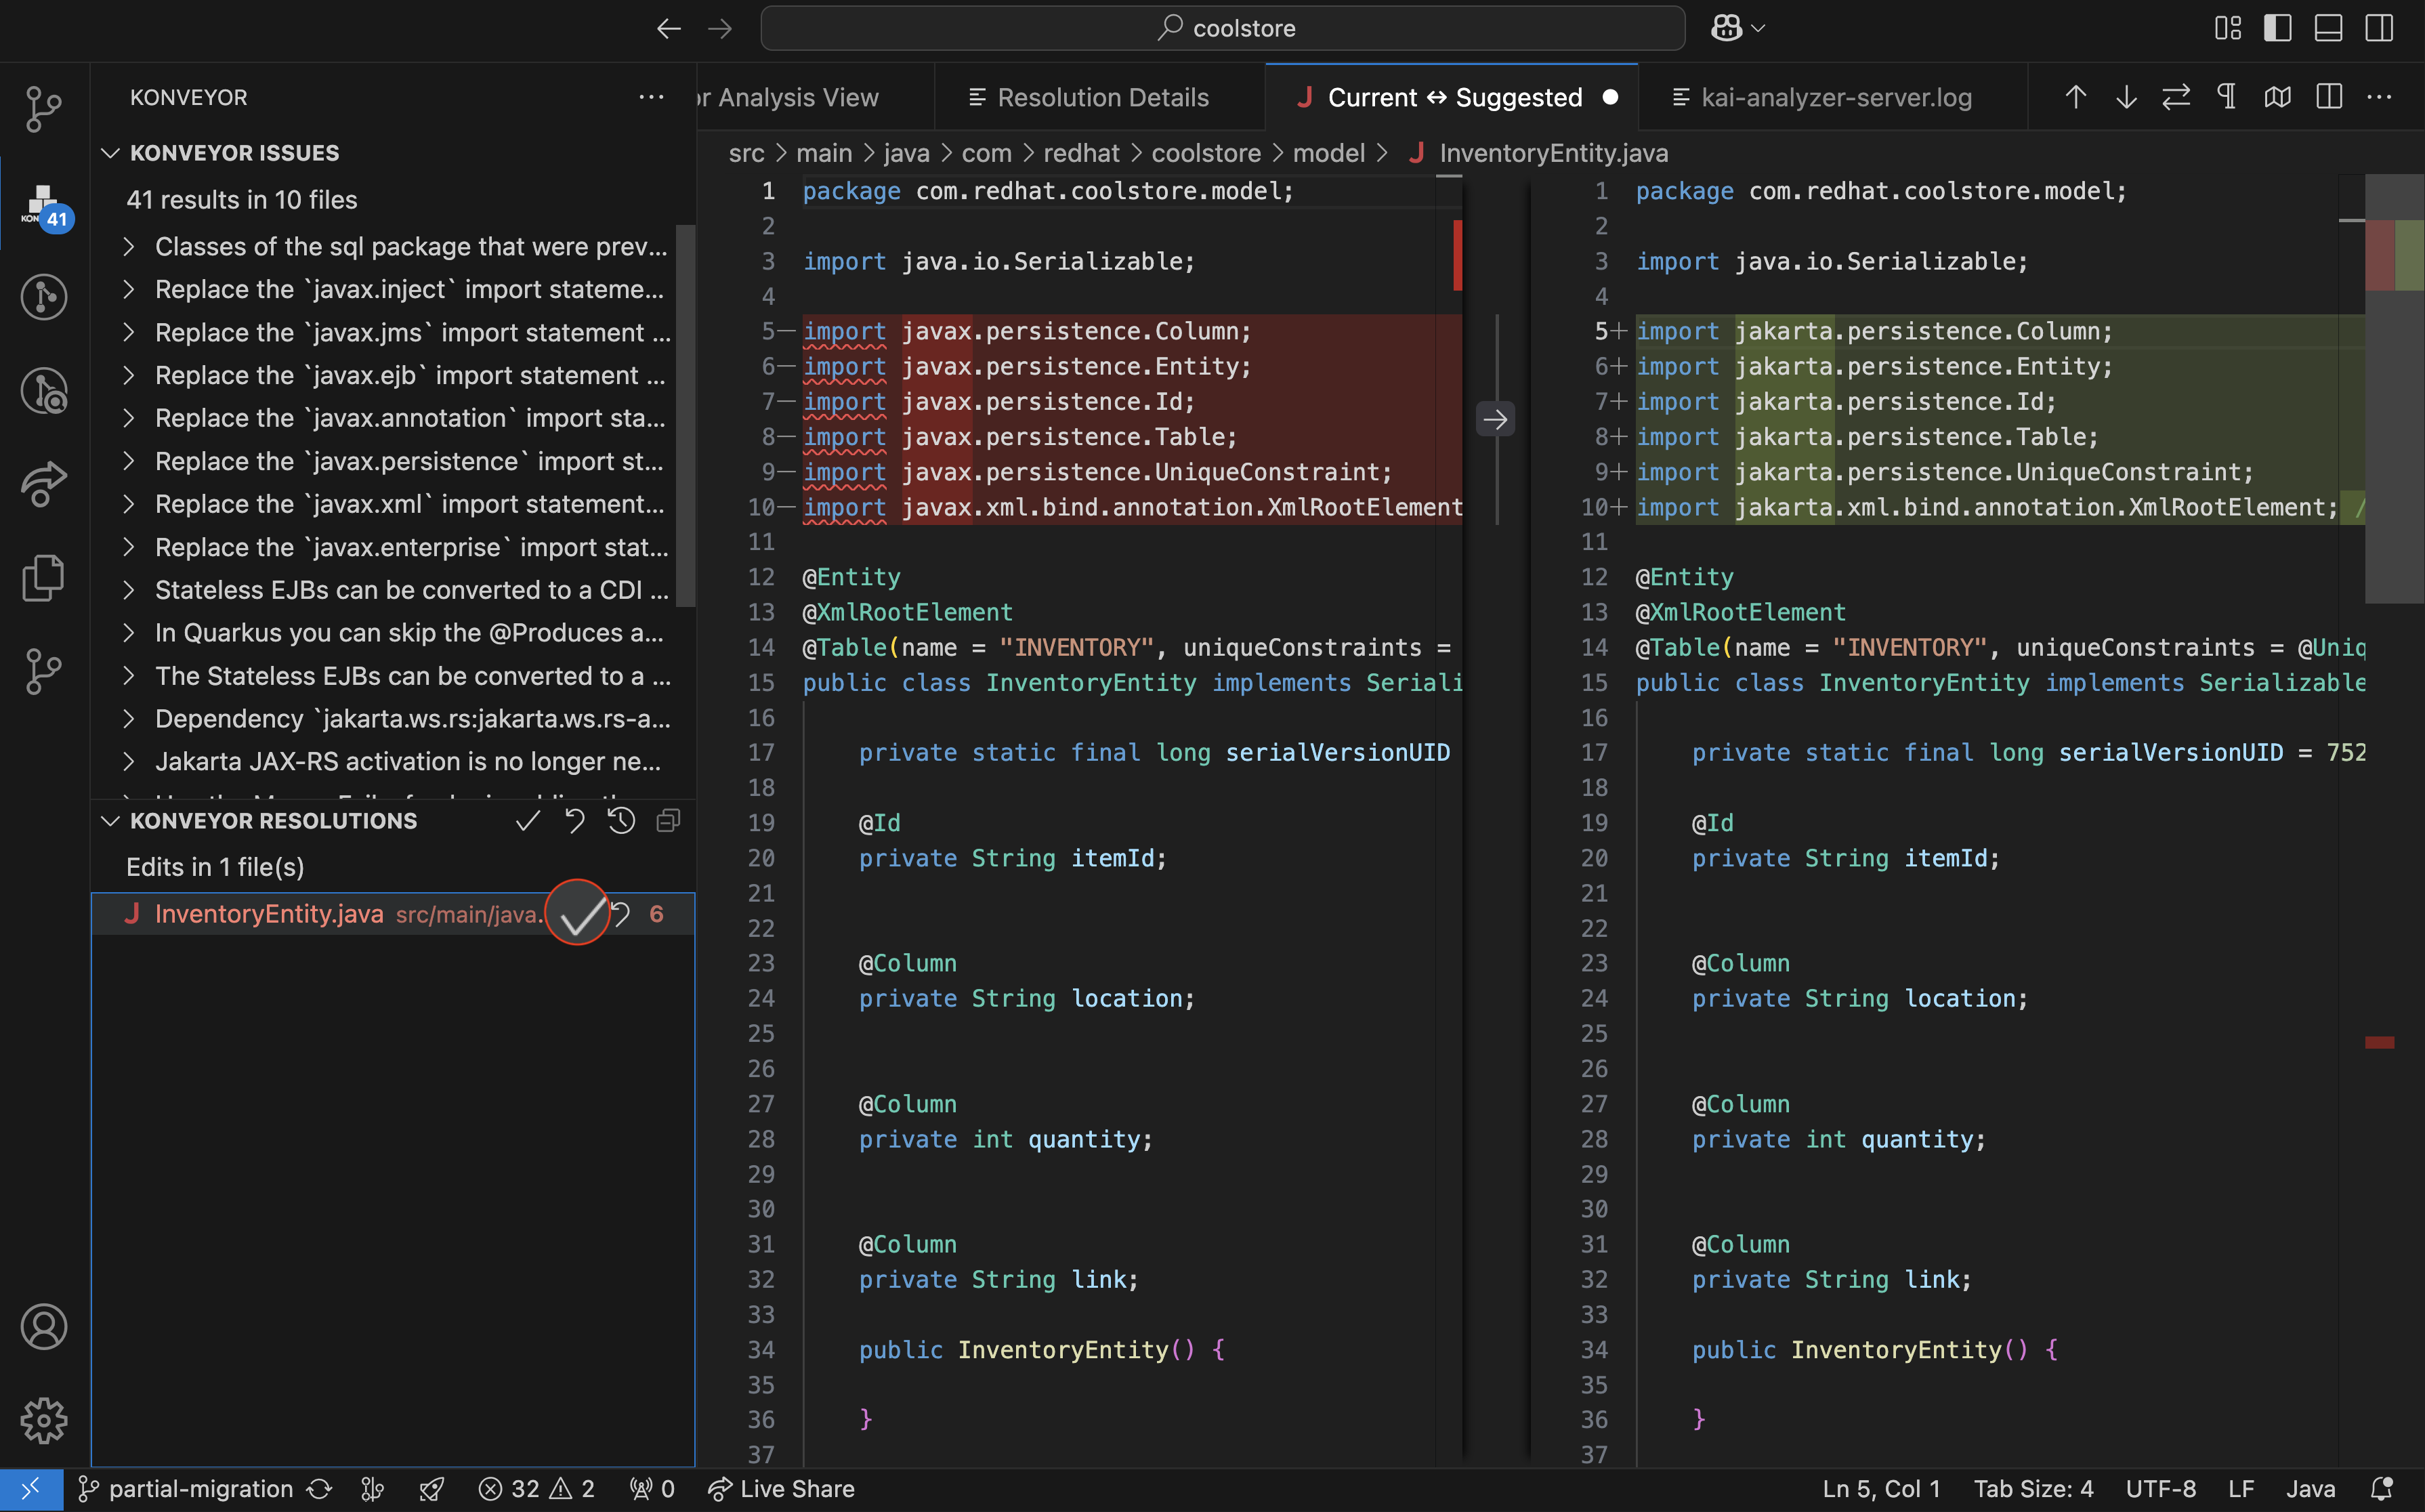 coolstore
KONVEYOR
r Analysis View
Resolution Details
Current ↔ Suggested
kai-analyzer-server.log
KONVEYOR ISSUES
41 results in 10 files
41
Classes of the sql package that were prev...
Replace the `javax.inject` import stateme...
Replace the `javax.jms` import statement ...
Replace the `javax.ejb` import statement ...
Replace the `javax.annotation` import sta...
Replace the `javax.persistence` import st...
Replace the `javax.xml` import statement...
Replace the `javax.enterprise` import stat...
Stateless EJBs can be converted to a CDI ...
In Quarkus you can skip the @Produces a...
The Stateless EJBs can be converted to a ...
Dependency `jakarta.ws.rs:jakarta.ws.rs-a...
Jakarta JAX-RS activation is no longer ne...
KONVEYOR RESOLUTIONS
Edits in 1 file(s)
InventoryEntity.java src/main/java. 6
src > main > java > com > redhat > coolstore > model > InventoryEntity.java
1 package com.redhat.coolstore.model;
2
3 import java.io.Serializable;
4
5— import javax.persistence.Column;
6— import javax.persistence.Entity;
7— import javax.persistence.Id;
8— import javax.persistence.Table;
9— import javax.persistence.UniqueConstraint;
10— import javax.xml.bind.annotation.XmlRootElement
11
12 @Entity
13 @XmlRootElement
14 @Table(name = "INVENTORY", uniqueConstraints =
15 public class InventoryEntity implements Seriali
16
17 private static final long serialVersionUID
18
19 @Id
20 private String itemId;
21
22
23 @Column
24 private String location;
25
26
27 @Column
28 private int quantity;
29
30
31 @Column
32 private String link;
33
34 public InventoryEntity() {
35
36 }
37
1 package com.redhat.coolstore.model;
2
3 import java.io.Serializable;
4
5+ import jakarta.persistence.Column;
6+ import jakarta.persistence.Entity;
7+ import jakarta.persistence.Id;
8+ import jakarta.persistence.Table;
9+ import jakarta.persistence.UniqueConstraint;
10+ import jakarta.xml.bind.annotation.XmlRootElement; /
11
12 @Entity
13 @XmlRootElement
14 @Table(name = "INVENTORY", uniqueConstraints = @Uniq
15 public class InventoryEntity implements Serializable
16
17 private static final long serialVersionUID = 752
18
19 @Id
20 private String itemId;
21
22
23 @Column
24 private String location;
25
26
27 @Column
28 private int quantity;
29
30
31 @Column
32 private String link;
33
34 public InventoryEntity() {
35
36 }
37
partial-migration
32
2
0
Live Share
Ln 5, Col 1
Tab Size: 4
UTF-8
LF
Java